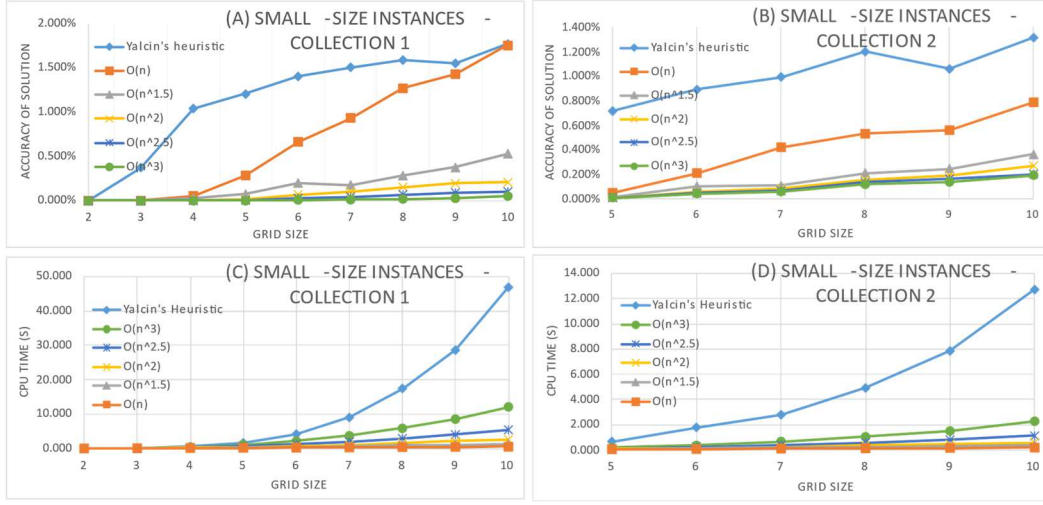 (A) SMALL -SIZE INSTANCES -
COLLECTION 1
2.000%
1.500%
1.000%
0.500%
0.000%
ACCURACY OF SOLUTION
Yalcin's heuristic
O(n)
O(n^1.5)
O(n^2)
O(n^2.5)
O(n^3)
2 3 4 5 6 7 8 9 10
GRID SIZE
(B) SMALL -SIZE INSTANCES -
COLLECTION 2
1.400%
1.200%
1.000%
0.800%
0.600%
0.400%
0.200%
0.000%
ACCURACY OF SOLUTION
Yalcin's heuristic
O(n)
O(n^1.5)
O(n^2)
O(n^2.5)
O(n^3)
5 6 7 8 9 10
GRID SIZE
(C) SMALL -SIZE INSTANCES -
COLLECTION 1
50.000
40.000
30.000
20.000
10.000
0.000
CPU TIME (S)
Yalcin's Heuristic
O(n^3)
O(n^2.5)
O(n^2)
O(n^1.5)
O(n)
2 3 4 5 6 7 8 9 10
GRID SIZE
(D) SMALL -SIZE INSTANCES -
COLLECTION 2
14.000
12.000
10.000
8.000
6.000
4.000
2.000
0.000
CPU TIME (S)
Yalcin's Heuristic
O(n^3)
O(n^2.5)
O(n^2)
O(n^1.5)
O(n)
5 6 7 8 9 10
GRID SIZE